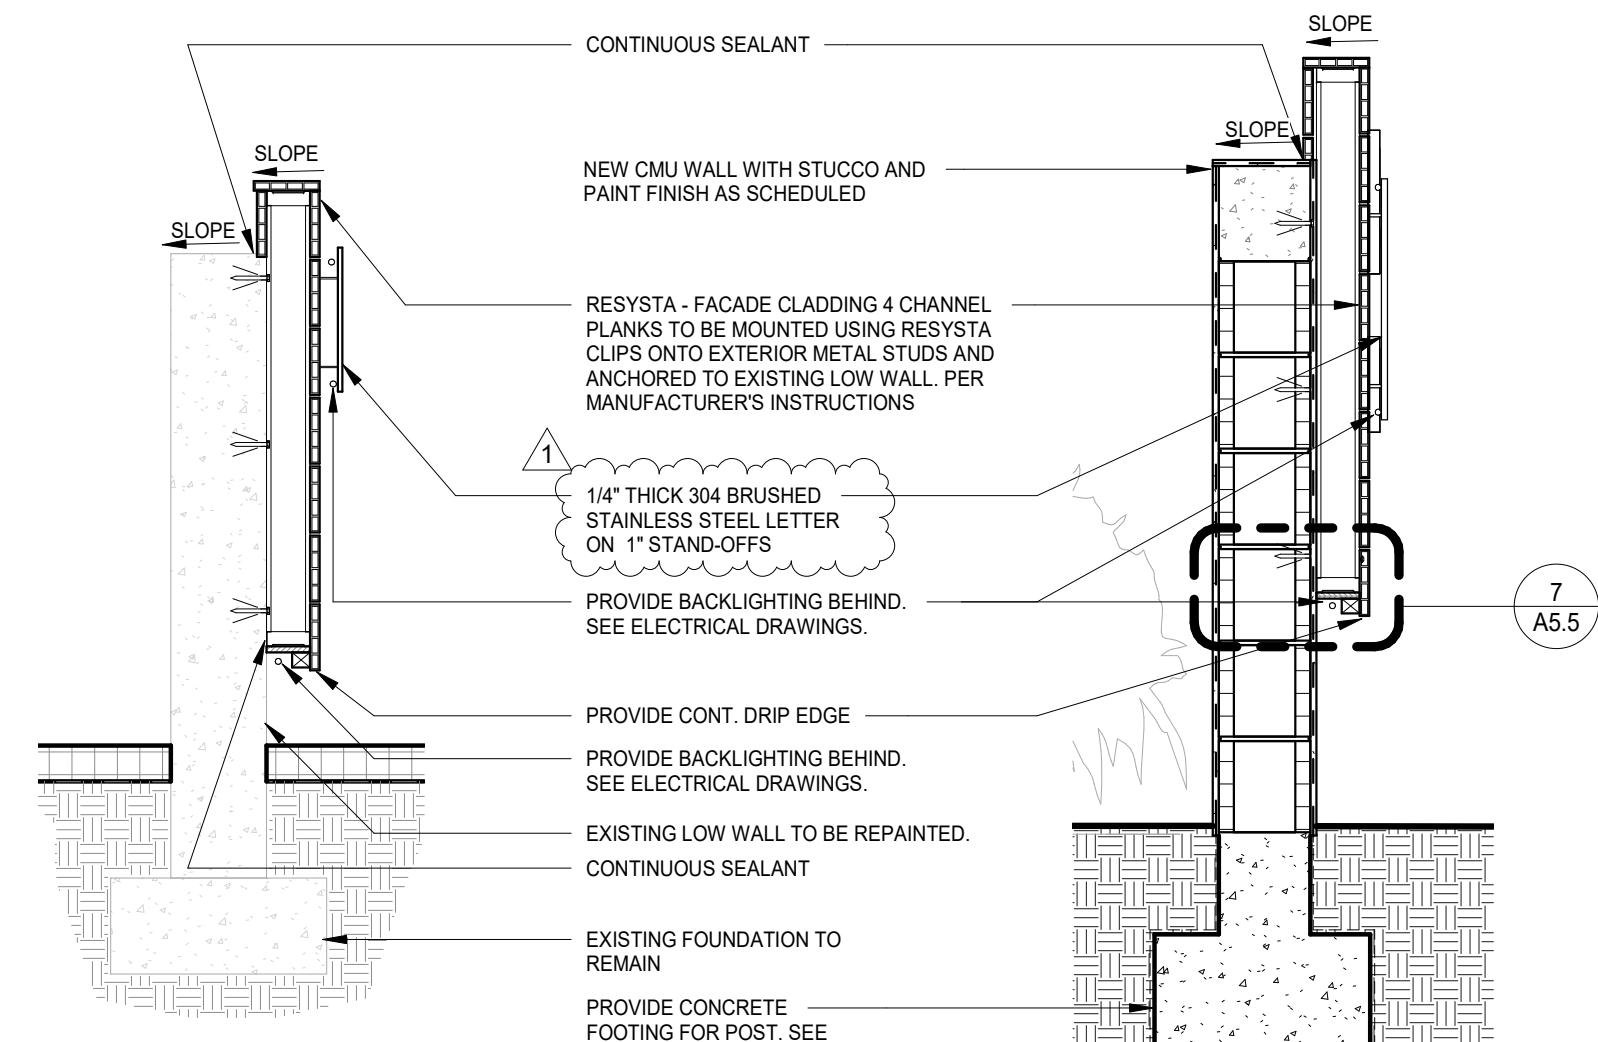 SLOPE
CONTINUOUS SEALANT
SLOPE
SLOPE
NEW CMU WALL WITH STUCCO AND
PAINT FINISH AS SCHEDULED
SLOPE
RESYSTA - FACADE CLADDING 4 CHANNEL
PLANKS TO BE MOUNTED USING RESYSTA
CLIPS ONTO EXTERIOR METAL STUDS AND
ANCHORED TO EXISTING LOW WALL. PER
MANUFACTURER'S INSTRUCTIONS
1
1/4" THICK 304 BRUSHED
STAINLESS STEEL LETTER
ON 1" STAND-OFFS
PROVIDE BACKLIGHTING BEHIND.
SEE ELECTRICAL DRAWINGS.
7
A5.5
PROVIDE CONT. DRIP EDGE
PROVIDE BACKLIGHTING BEHIND.
SEE ELECTRICAL DRAWINGS.
EXISTING LOW WALL TO BE REPAINTED.
CONTINUOUS SEALANT
EXISTING FOUNDATION TO
REMAIN
PROVIDE CONCRETE
FOOTING FOR POST. SEE